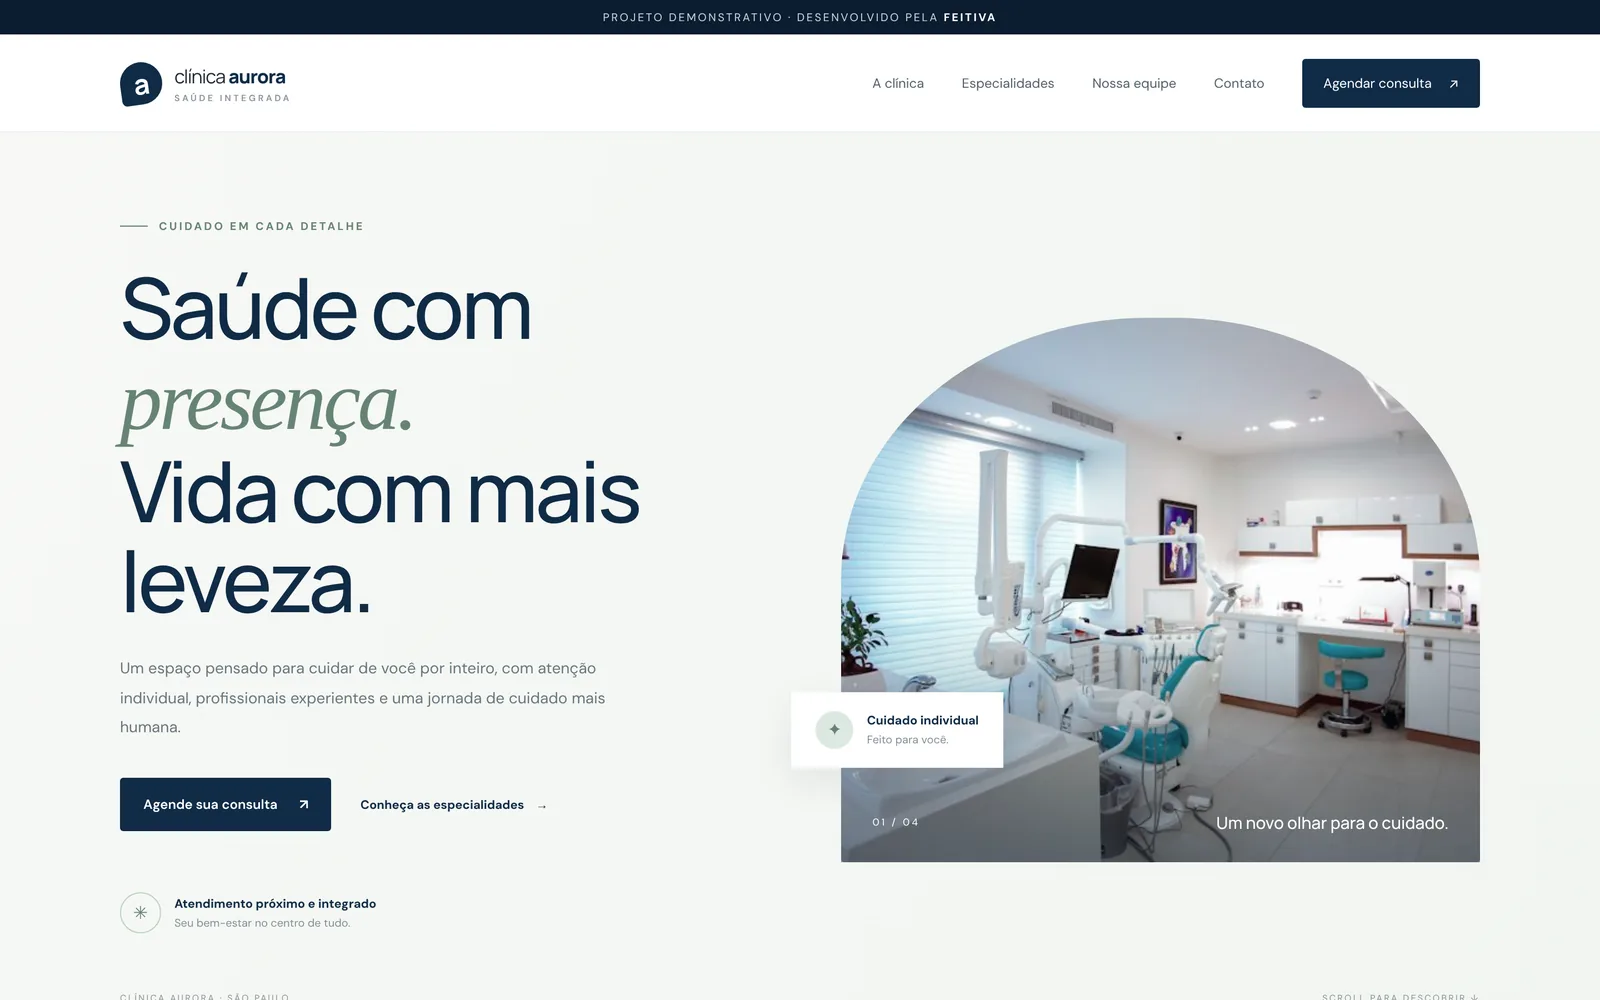 PROJETO DEMONSTRATIVO · DESENVOLVIDO PELA FEITIVA
a
clínica aurora
SAÚDE INTEGRADA
A clínica
Especialidades
Nossa equipe
Contato
Agendar consulta ↗
CUIDADO EM CADA DETALHE
Saúde com
presença.
Vida com mais
leveza.
Um espaço pensado para cuidar de você por inteiro, com atenção
individual, profissionais experientes e uma jornada de cuidado mais
humana.
Agende sua consulta ↗
Conheça as especialidades →
Atendimento próximo e integrado
Seu bem-estar no centro de tudo.
Cuidado individual
Feito para você.
01 / 04
Um novo olhar para o cuidado.
CLÍNICA AURORA · SÃO PAULO
SCROLL PARA DESCOBRIR ↓